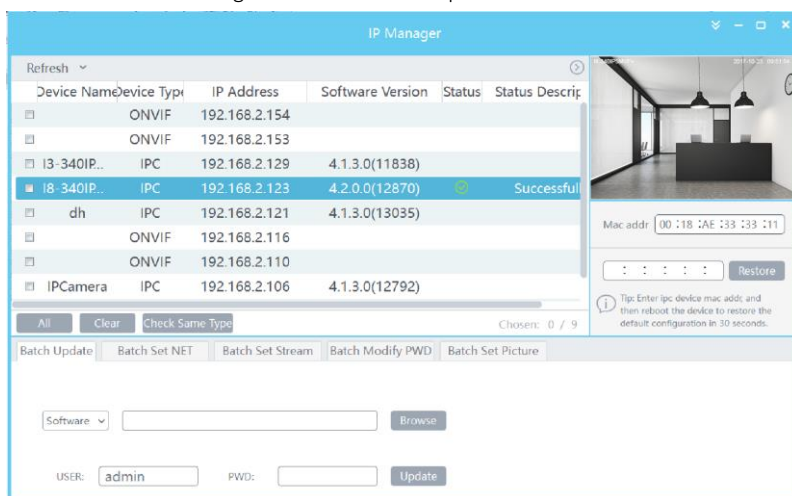 IP Manager
Refresh
Device Name Device Type IP Address Software Version Status Status Descrip
ONVIF 192.168.2.154
ONVIF 192.168.2.153
I3-340IP... IPC 192.168.2.129 4.1.3.0(11838)
I8-340IP... IPC 192.168.2.123 4.2.0.0(12870) Successful
dh IPC 192.168.2.121 4.1.3.0(13035)
ONVIF 192.168.2.116
ONVIF 192.168.2.110
IPCamera IPC 192.168.2.106 4.1.3.0(12792)
All Clear Check Same Type Chosen: 0 / 9
Mac addr 00 :18 :AE :33 :33 :11
: : : : : Restore
Tip: Enter ipc device mac addr, and
then reboot the device to restore the
default configuration in 30 seconds.
Batch Update Batch Set NET Batch Set Stream Batch Modify PWD Batch Set Picture
Software Browse
USER: admin PWD: Update